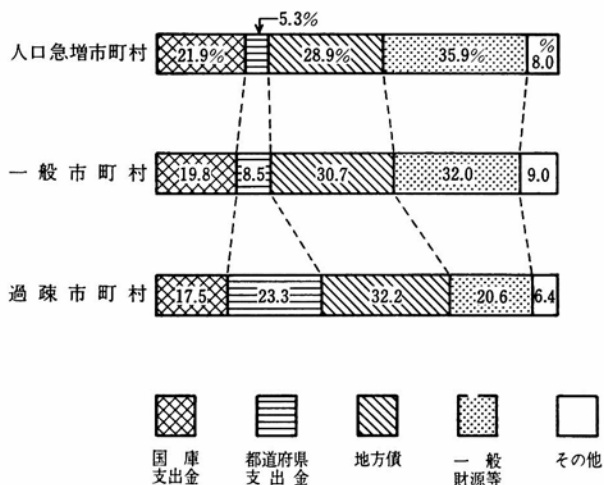 5.3%
人口急増市町村 21.9% 28.9% 35.9% % 8.0
一般市町村 19.8 8.5 30.7 32.0 9.0
過疎市町村 17.5 23.3 32.2 20.6 6.4
国庫支出金
都道府県支出金
地方債
一般財源等
その他